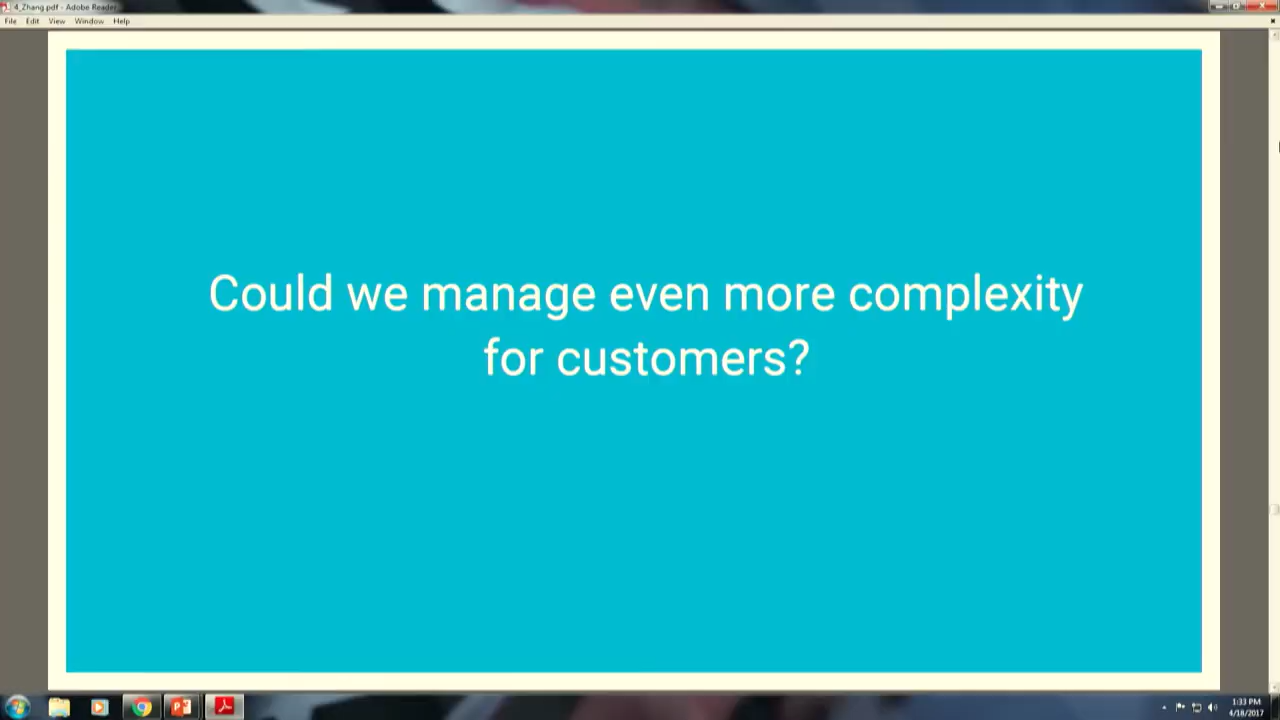 4_Zhang.pdf - Adobe Reader
File Edit View Window Help
Could we manage even more complexity
for customers?
1:33 PM
4/18/2017